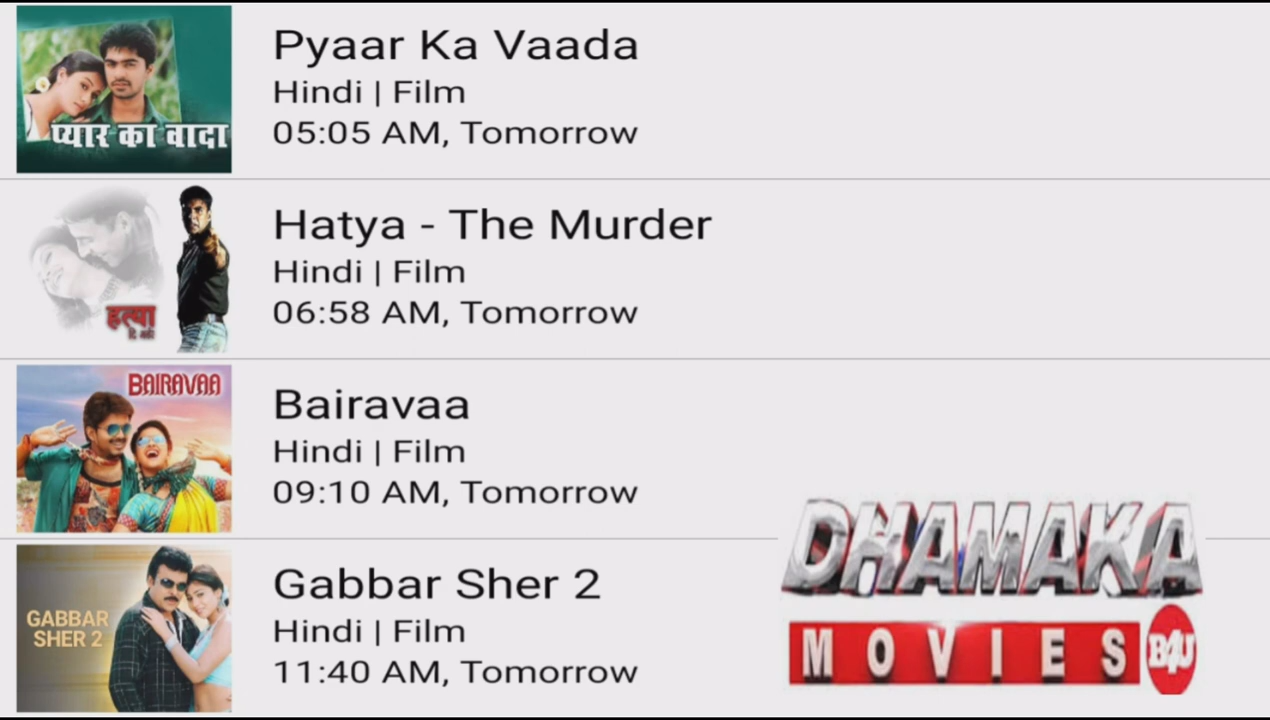 प्यार का वादा
Pyaar Ka Vaada
Hindi | Film
05:05 AM, Tomorrow
हत्या
Hatya - The Murder
Hindi | Film
06:58 AM, Tomorrow
BAIRAVAA
Bairavaa
Hindi | Film
09:10 AM, Tomorrow
GABBAR
SHER 2
Gabbar Sher 2
Hindi | Film
11:40 AM, Tomorrow
DHAMAKA
MOVIES B4U